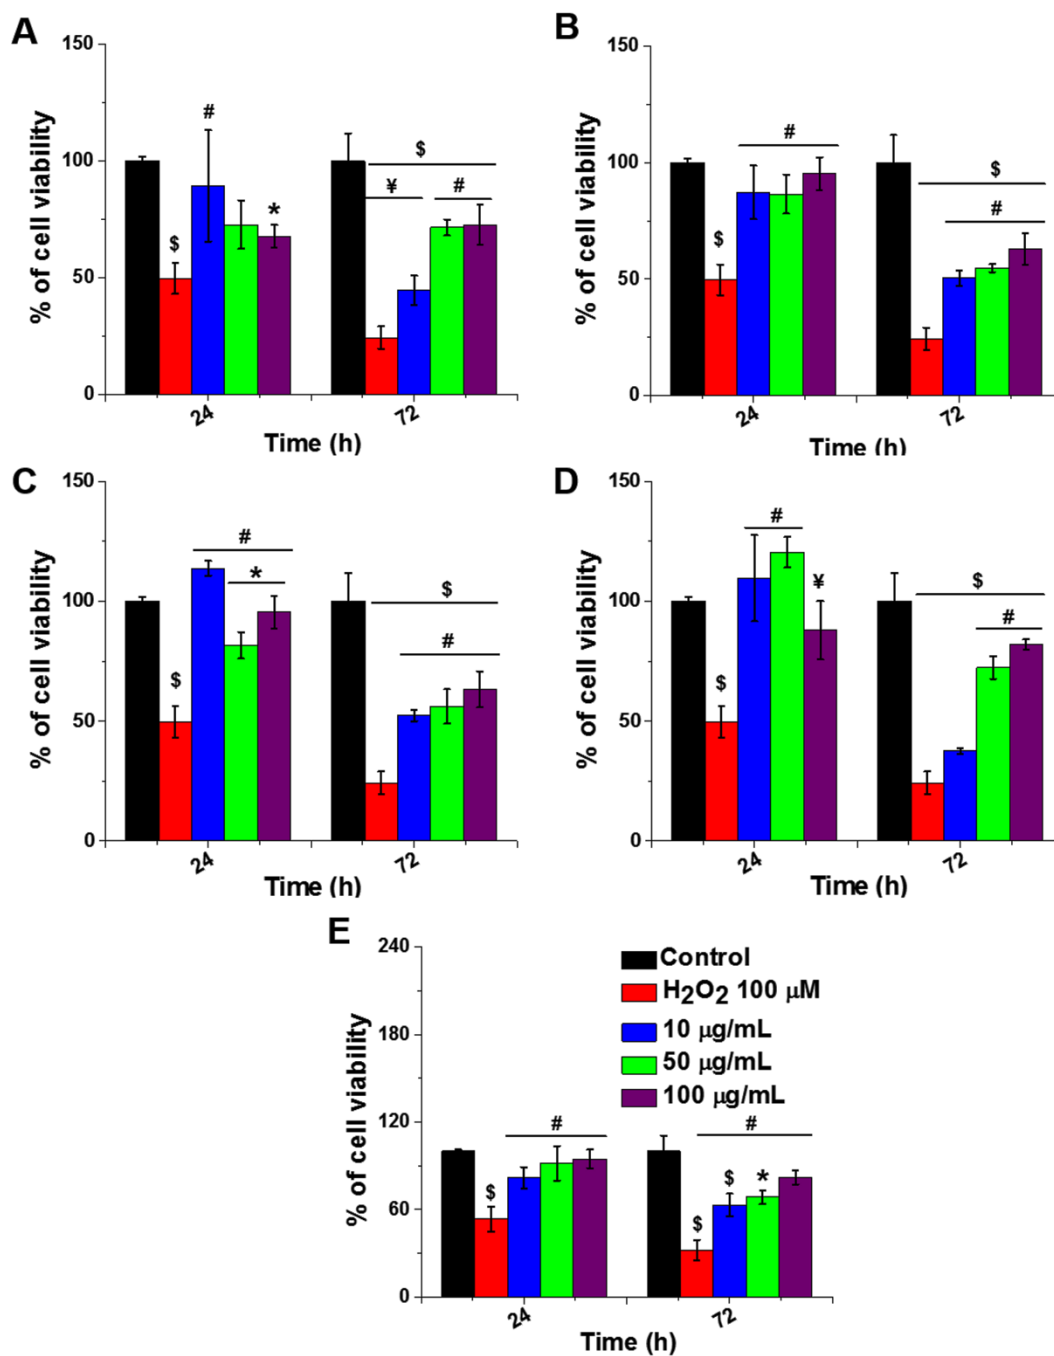 A
% of cell viability
150
100
50
0
$
#
*
$
¥
#
24
72
Time (h)
B
% of cell viability
150
100
50
0
$
#
$
#
24
72
Time (h)
C
% of cell viability
150
100
50
0
$
#
*
$
#
24
72
Time (h)
D
% of cell viability
150
100
50
0
$
#
¥
$
#
24
72
Time (h)
E
% of cell viability
240
180
120
60
0
Control
H2O2 100 μM
10 μg/mL
50 μg/mL
100 μg/mL
$
#
#
$
$
*
24
72
Time (h)